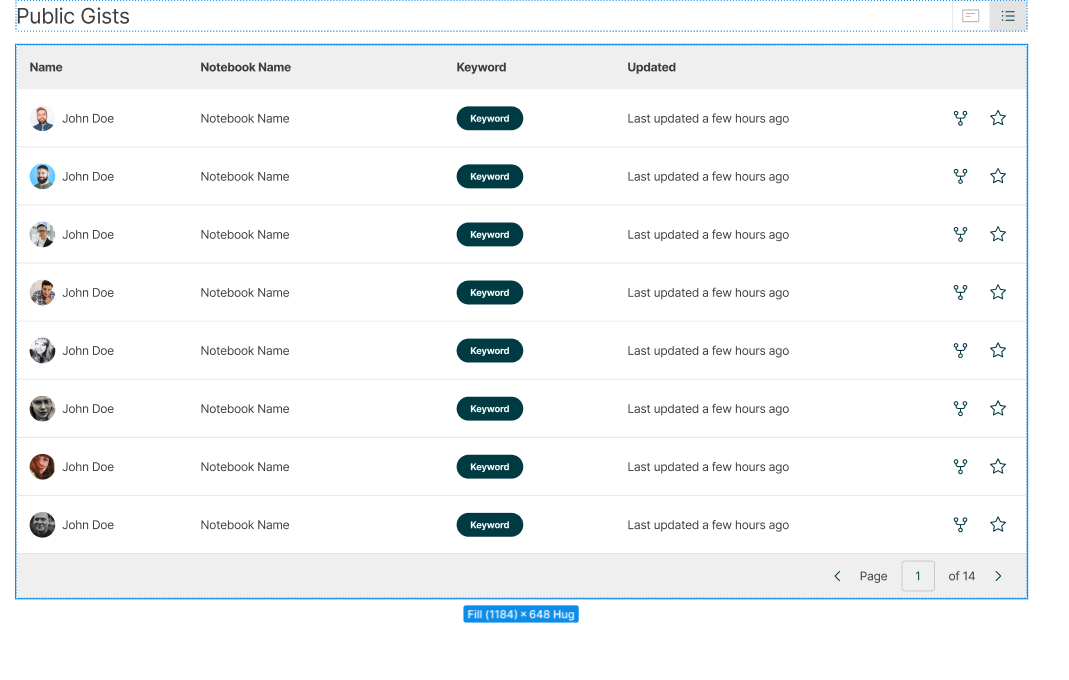 Public Gists
Name Notebook Name Keyword Updated
John Doe Notebook Name Keyword Last updated a few hours ago
John Doe Notebook Name Keyword Last updated a few hours ago
John Doe Notebook Name Keyword Last updated a few hours ago
John Doe Notebook Name Keyword Last updated a few hours ago
John Doe Notebook Name Keyword Last updated a few hours ago
John Doe Notebook Name Keyword Last updated a few hours ago
John Doe Notebook Name Keyword Last updated a few hours ago
John Doe Notebook Name Keyword Last updated a few hours ago
Page 1 of 14
Fill (1184) × 648 Hug